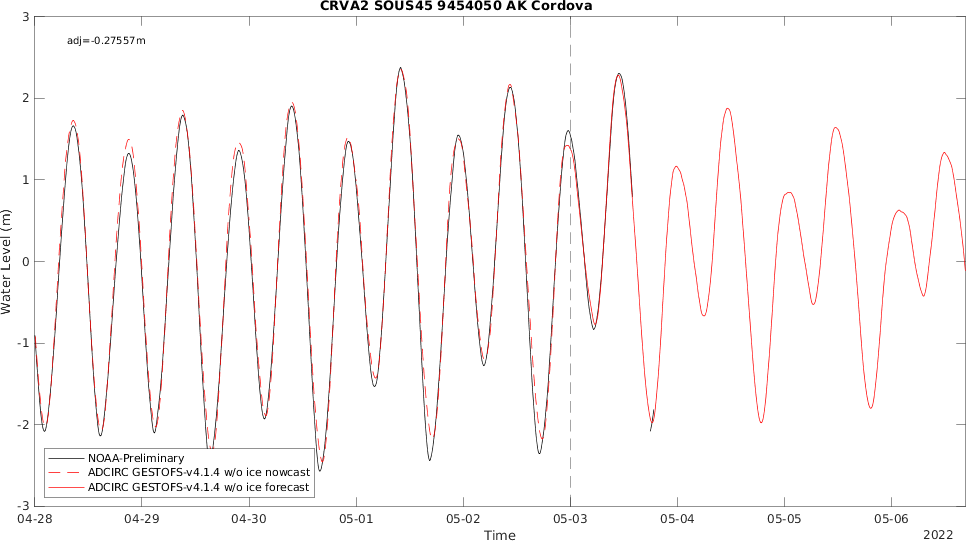 CRVA2 SOUS45 9454050 AK Cordova
adj=-0.27557m
3
2
1
0
-1
-2
-3
Water Level (m)
NOAA-Preliminary
ADCIRC GESTOFS-v4.1.4 w/o ice nowcast
ADCIRC GESTOFS-v4.1.4 w/o ice forecast
04-28 04-29 04-30 05-01 05-02 05-03 05-04 05-05 05-06
Time
2022